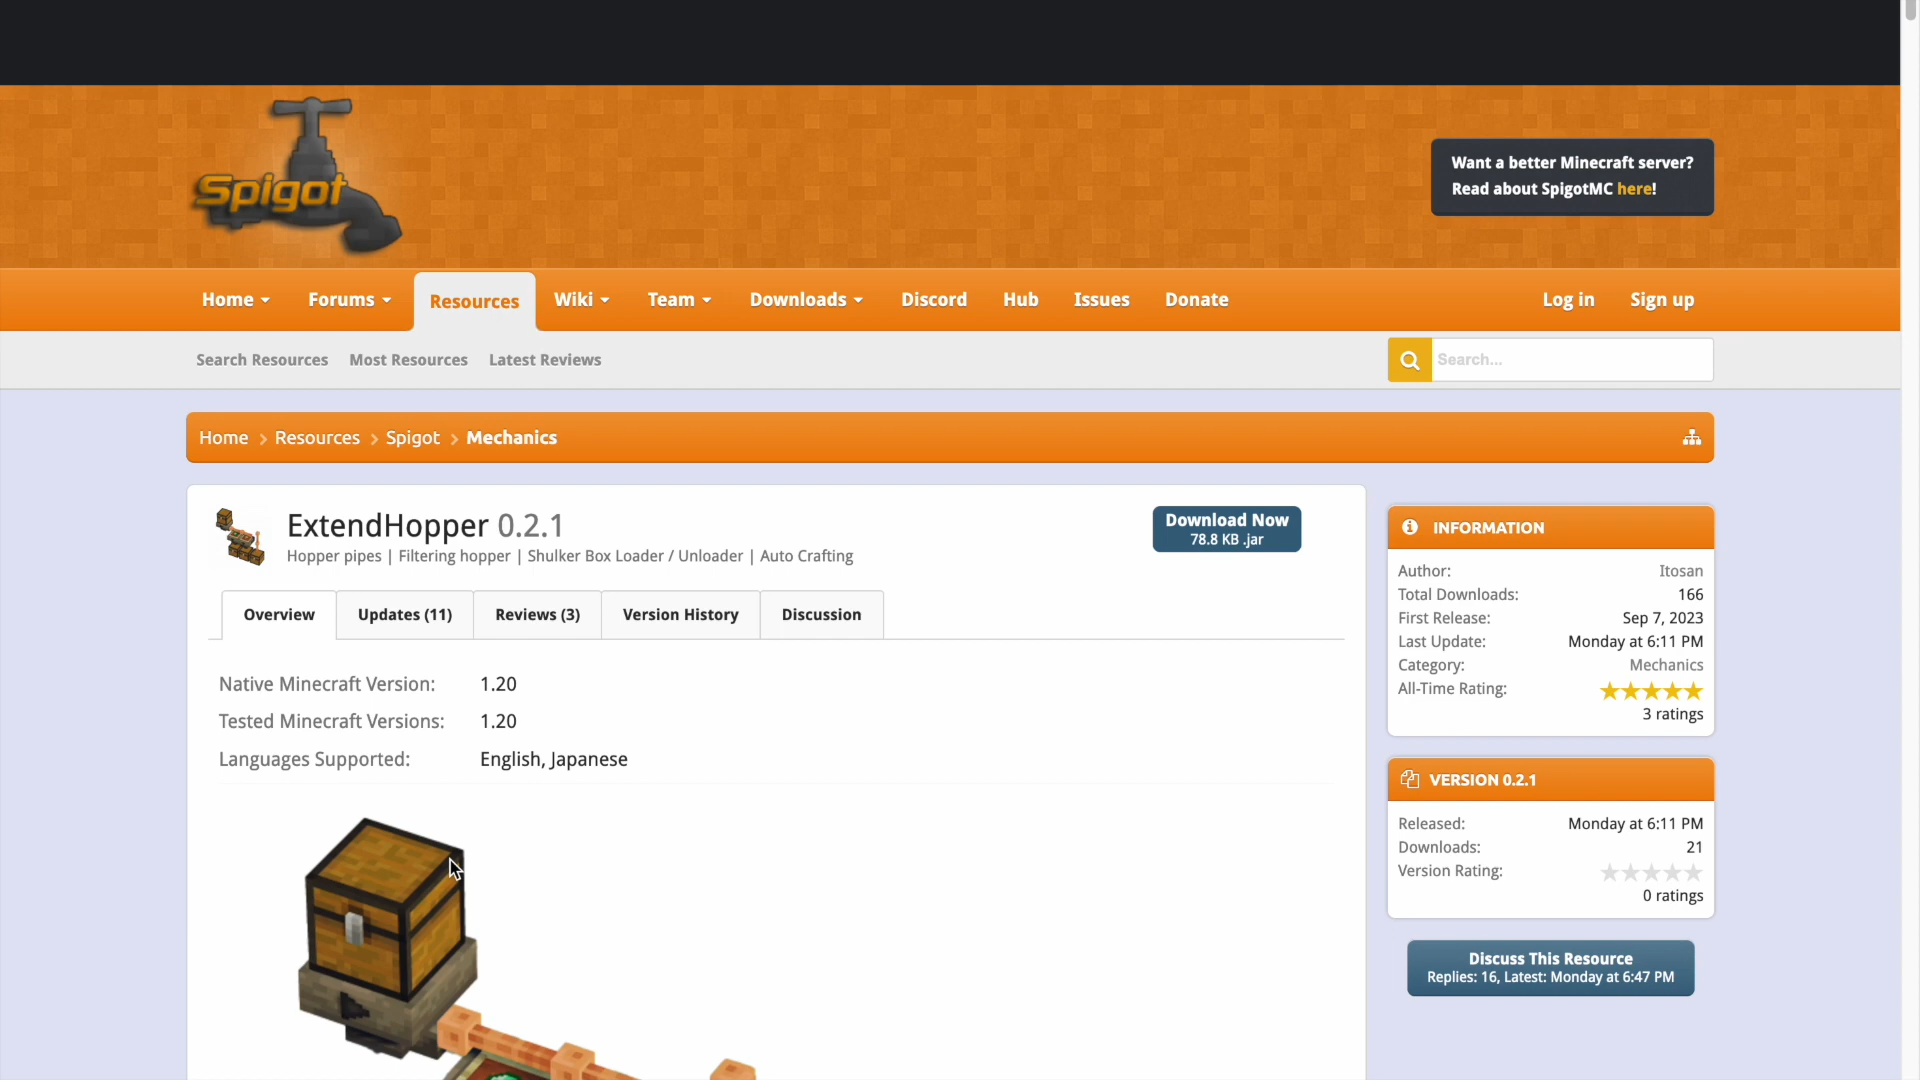 Spigot
Want a better Minecraft server?
Read about SpigotMC here!
Home Forums Resources Wiki Team Downloads Discord Hub Issues Donate Log in Sign up
Search Resources Most Resources Latest Reviews Search...
Home Resources Spigot Mechanics
ExtendHopper 0.2.1
Hopper pipes | Filtering hopper | Shulker Box Loader / Unloader | Auto Crafting
Download Now
78.8 KB .jar
Overview Updates (11) Reviews (3) Version History Discussion
Native Minecraft Version: 1.20
Tested Minecraft Versions: 1.20
Languages Supported: English, Japanese
INFORMATION
Author: Itosan
Total Downloads: 166
First Release: Sep 7, 2023
Last Update: Monday at 6:11 PM
Category: Mechanics
All-Time Rating:
3 ratings
VERSION 0.2.1
Released: Monday at 6:11 PM
Downloads: 21
Version Rating:
0 ratings
Discuss This Resource
Replies: 16, Latest: Monday at 6:47 PM